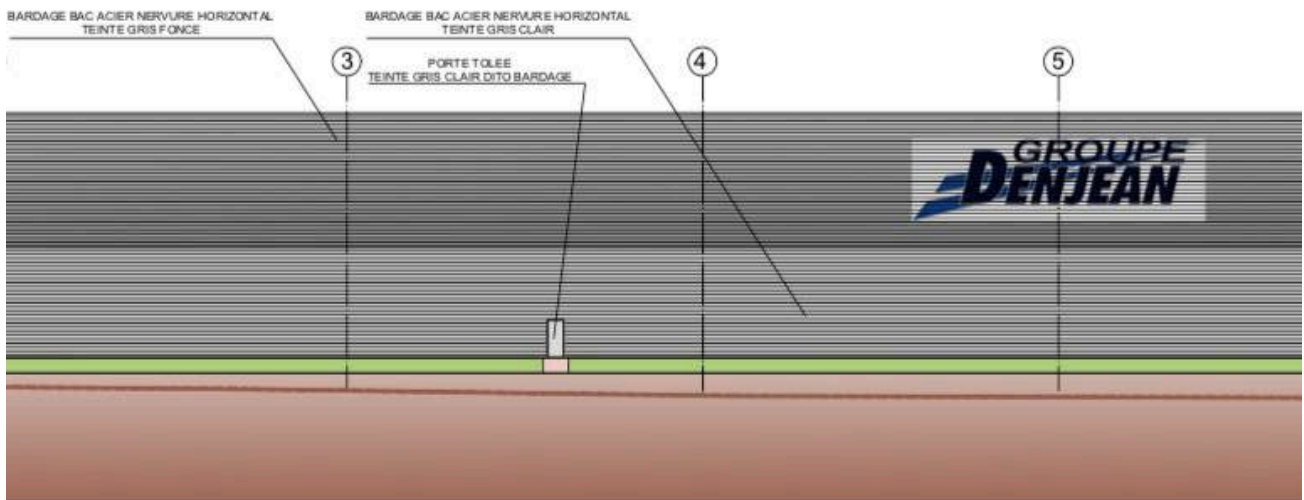 BARDAGE BAC ACIER NERVURE HORIZONTAL
TEINTE GRIS FONCE
BARDAGE BAC ACIER NERVURE HORIZONTAL
TEINTE GRIS CLAIR
3
PORTE TOLEE
TEINTE GRIS CLAIR DITO BARDAGE
4
5
GROUPE
DENJEAN